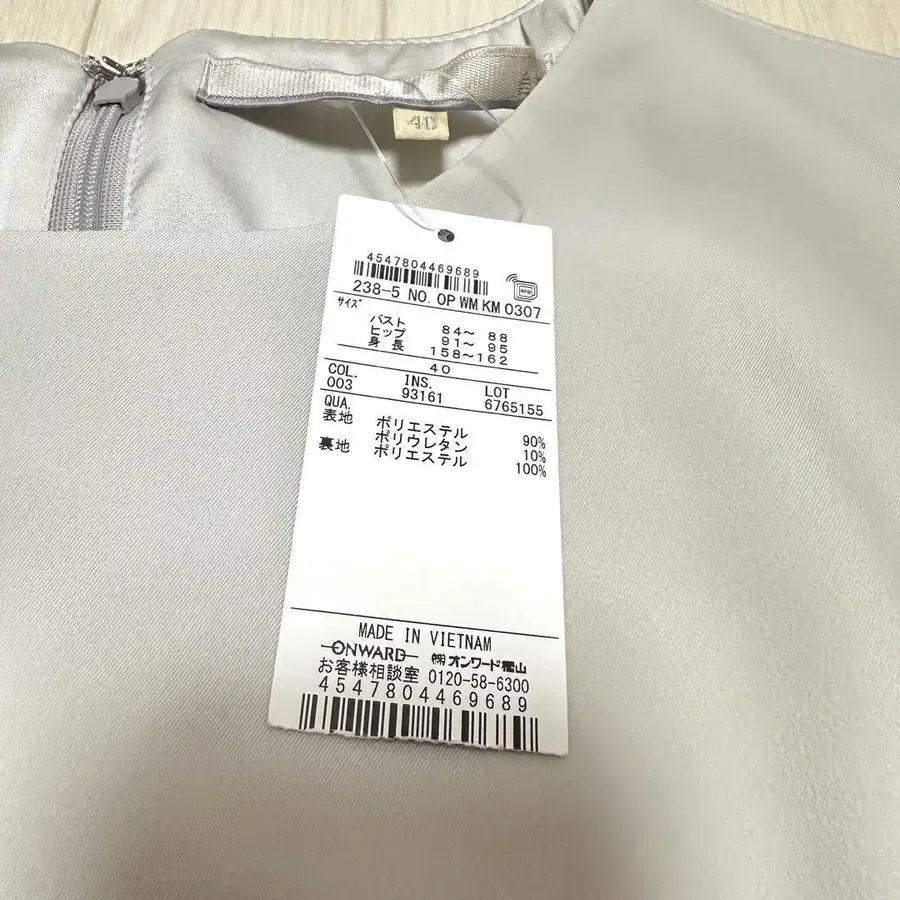 40
4547804469689
RFID
238-5 NO. OP WM KM 0307
サイズ
バスト 84～ 88
ヒップ 91～ 95
身長 158～162
40
COL. INS. LOT
003 93161 6765155
QUA.
表地 ポリエステル 90%
ポリウレタン 10%
裏地 ポリエステル 100%
MADE IN VIETNAM
ONWARD ㈱オンワード樫山
お客様相談室 0120-58-6300
4547804469689